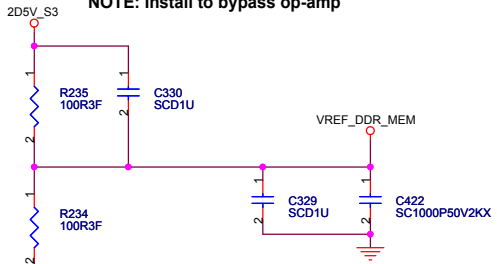 NOTE: Install to bypass op-amp
2D5V_S3
1
1
R235
100R3F
C330
SCD1U
2
2
VREF_DDR_MEM
1
1
1
R234
100R3F
C329
SCD1U
C422
SC1000P50V2KX
2
2
2